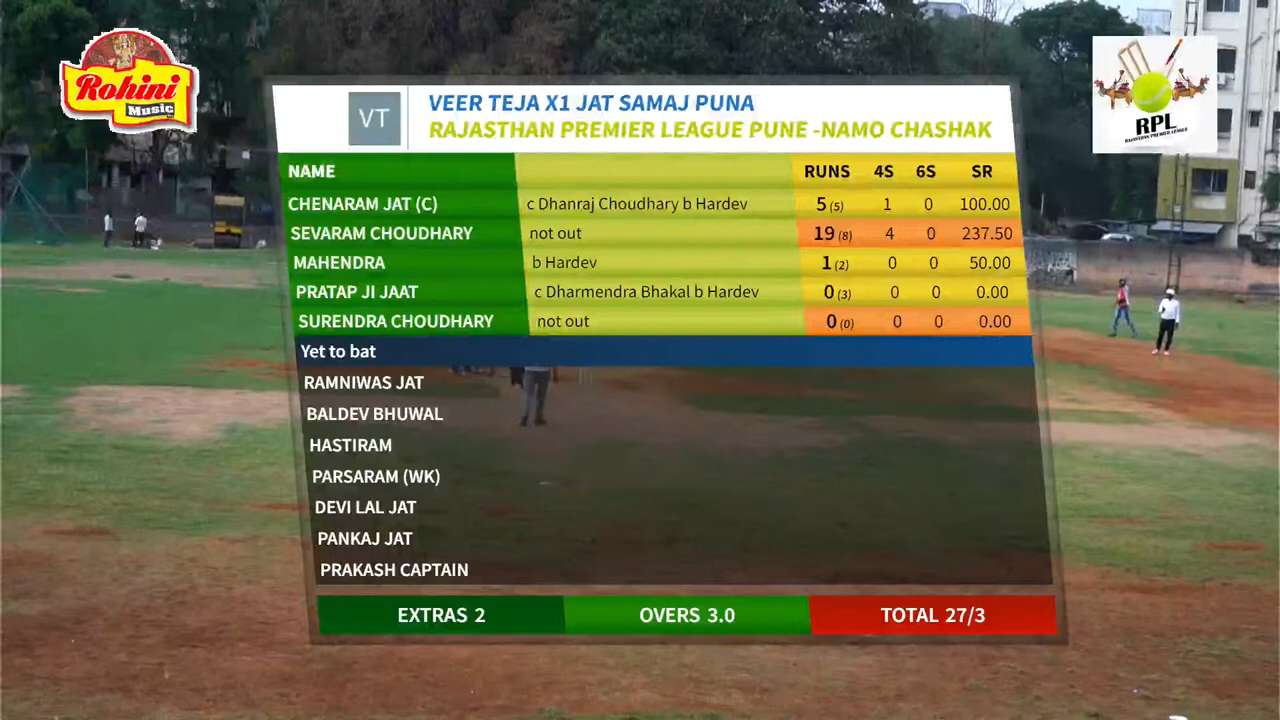 Rohini
Music
RPL
RAJASTHAN PREMIER LEAGUE
VT
VEER TEJA X1 JAT SAMAJ PUNA
RAJASTHAN PREMIER LEAGUE PUNE -NAMO CHASHAK
NAME RUNS 4S 6S SR
CHENARAM JAT (C) c Dhanraj Choudhary b Hardev 5 (5) 1 0 100.00
SEVARAM CHOUDHARY not out 19 (8) 4 0 237.50
MAHENDRA b Hardev 1 (2) 0 0 50.00
PRATAP JI JAAT c Dharmendra Bhakal b Hardev 0 (3) 0 0 0.00
SURENDRA CHOUDHARY not out 0 (0) 0 0 0.00
Yet to bat
RAMNIWAS JAT
BALDEV BHUWAL
HASTIRAM
PARSARAM (WK)
DEVI LAL JAT
PANKAJ JAT
PRAKASH CAPTAIN
EXTRAS 2 OVERS 3.0 TOTAL 27/3